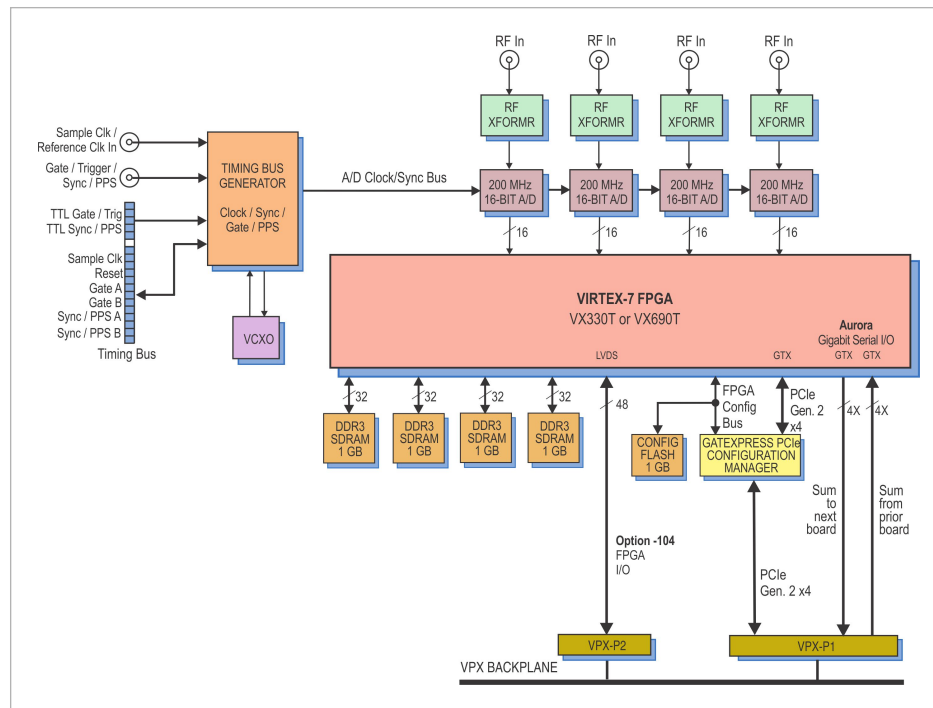 RF In
RF In
RF In
RF In
RF
XFORMR
RF
XFORMR
RF
XFORMR
RF
XFORMR
Sample Clk /
Reference Clk In
Gate / Trigger /
Sync / PPS
TTL Gate / Trig
TTL Sync / PPS
Sample Clk
Reset
Gate A
Gate B
Sync / PPS A
Sync / PPS B
Timing Bus
TIMING BUS
GENERATOR
Clock / Sync /
Gate / PPS
VCXO
A/D Clock/Sync Bus
200 MHz
16-BIT A/D
200 MHz
16-BIT A/D
200 MHz
16-BIT A/D
200 MHz
16-BIT A/D
16
16
16
16
VIRTEX-7 FPGA
VX330T or VX690T
LVDS
GTX
Aurora
Gigabit Serial I/O
GTX
GTX
32
32
32
32
48
FPGA
Config
Bus
PCIe
Gen. 2
x4
4X
4X
DDR3
SDRAM
1 GB
DDR3
SDRAM
1 GB
DDR3
SDRAM
1 GB
DDR3
SDRAM
1 GB
CONFIG
FLASH
1 GB
GATEXPRESS PCIe
CONFIGURATION
MANAGER
Sum
to
next
board
Sum
from
prior
board
Option -104
FPGA
I/O
PCIe
Gen. 2 x4
VPX-P2
VPX-P1
VPX BACKPLANE